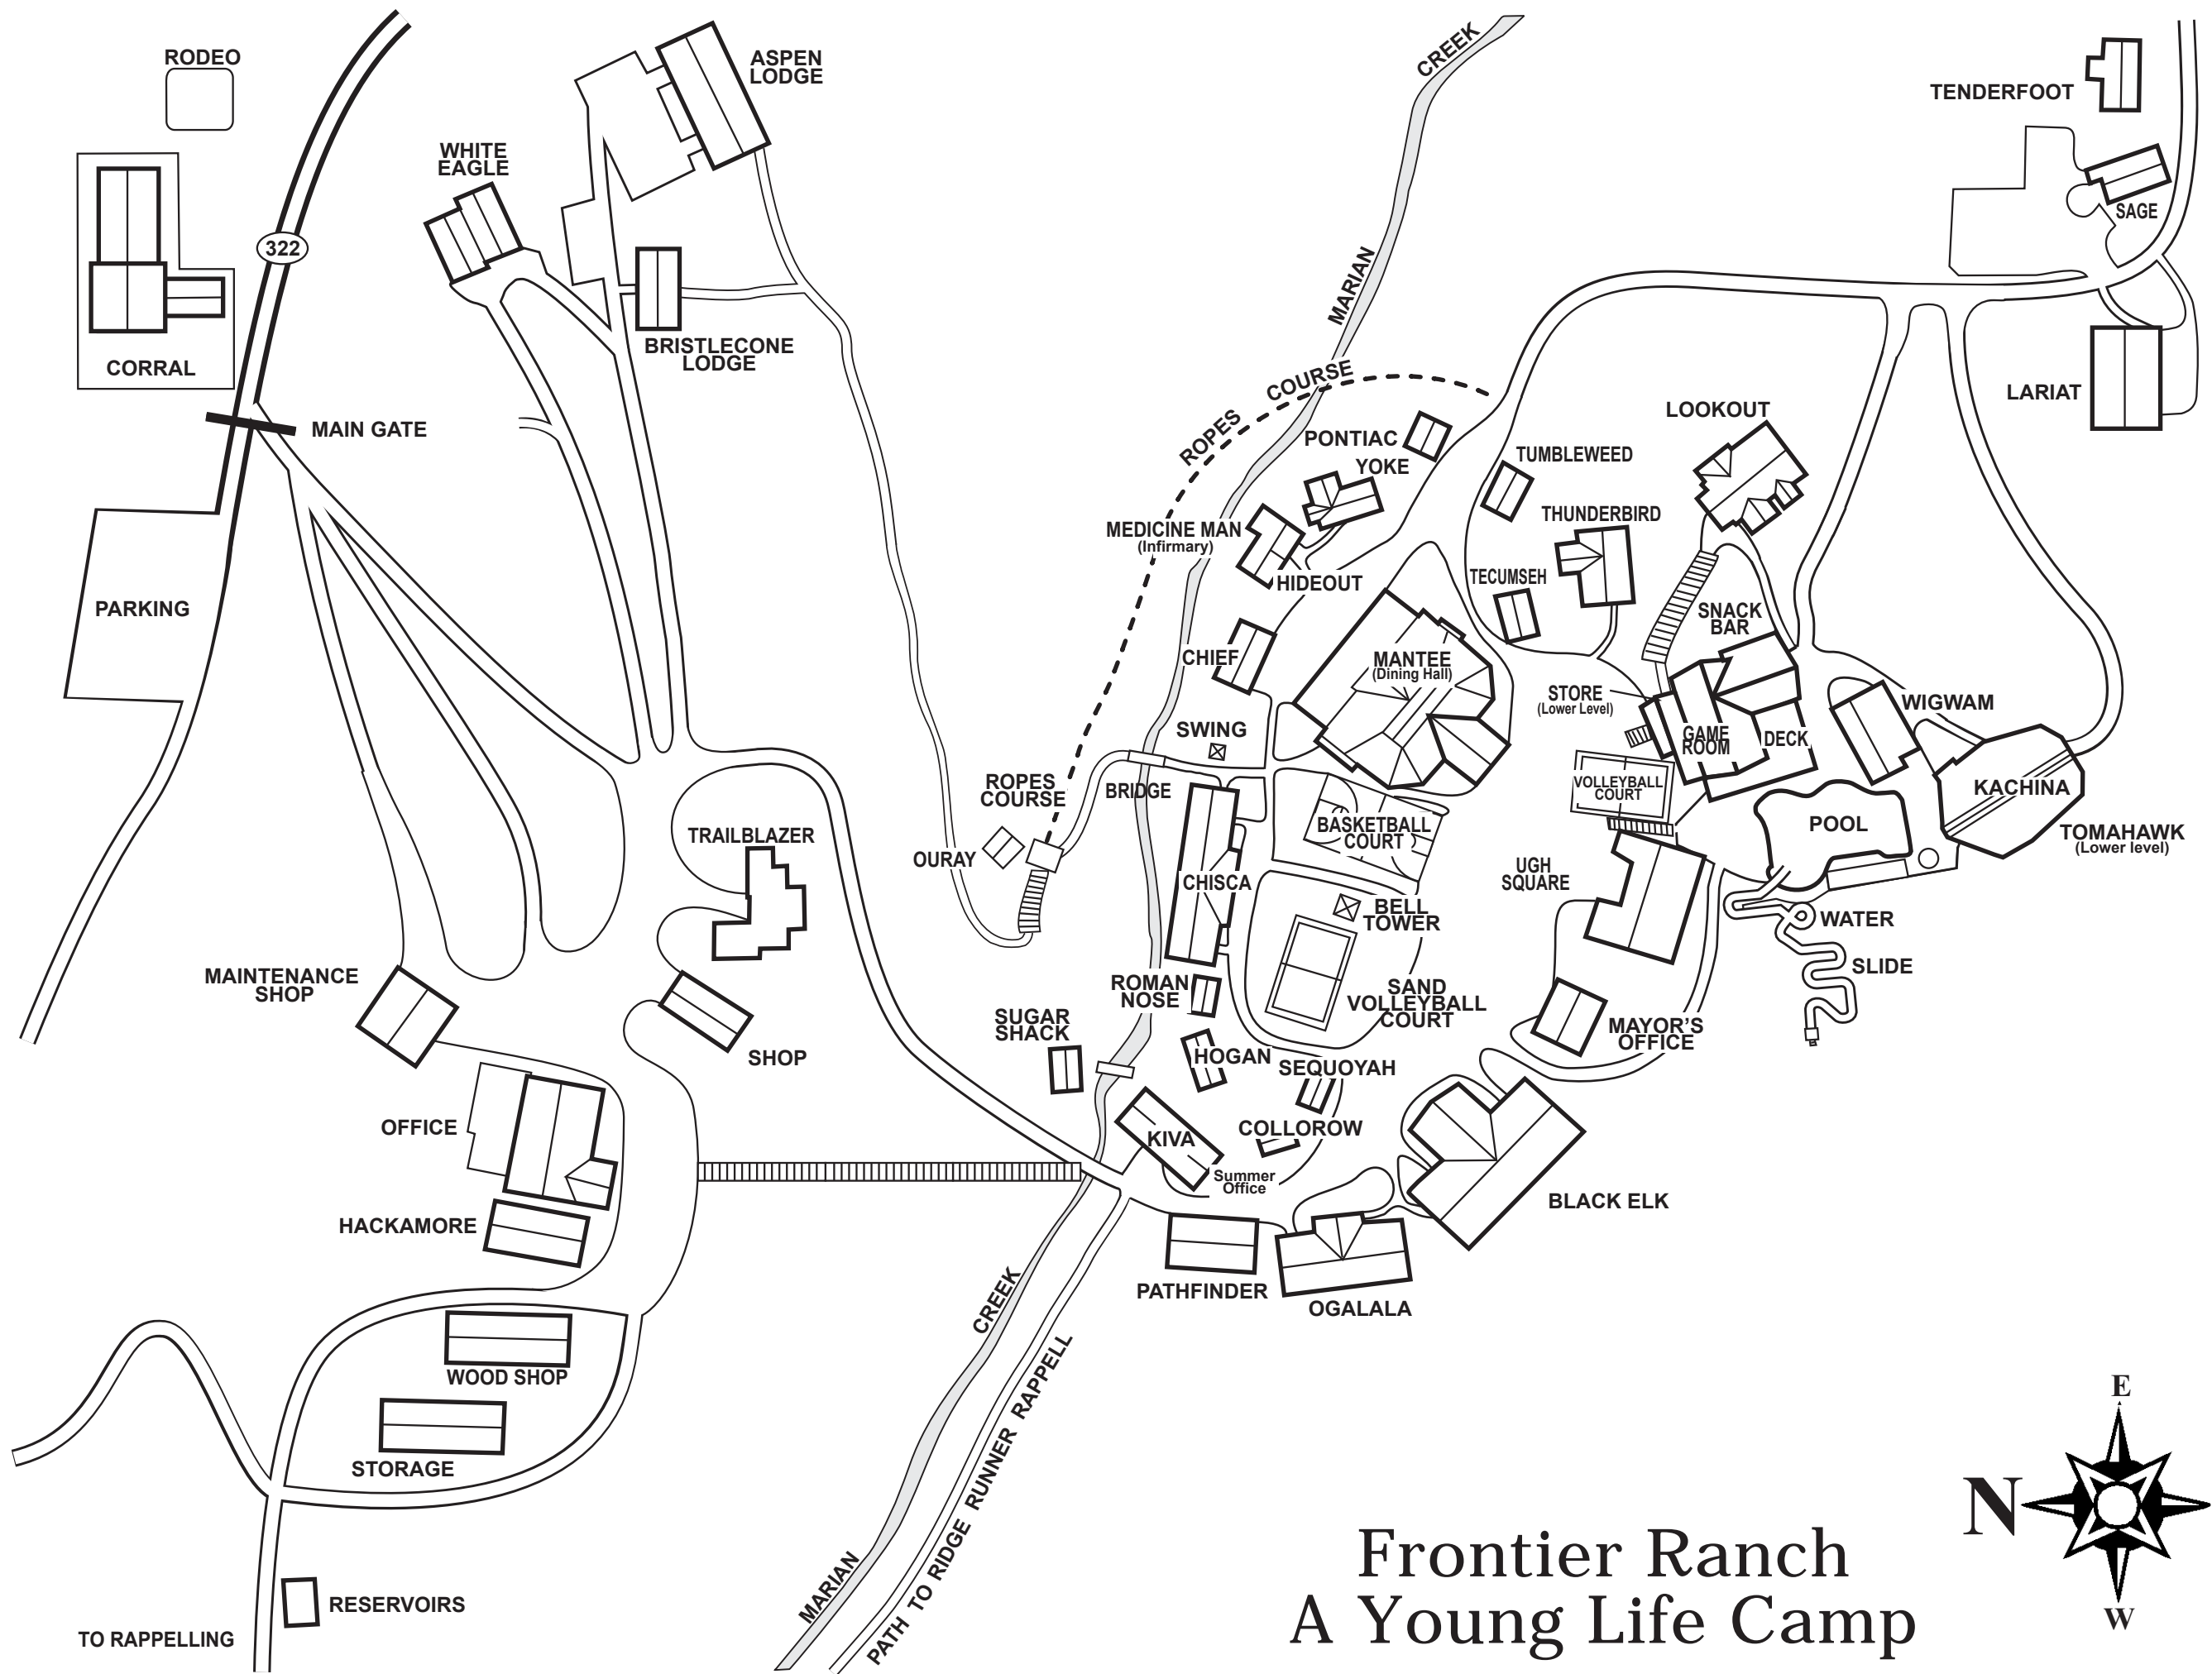 RODEO
ASPEN
LODGE
CREEK
TENDERFOOT
WHITE
EAGLE
SAGE
322
MARIAN
BRISTLECONE
LODGE
CORRAL
LARIAT
MAIN GATE
ROPES COURSE
LOOKOUT
PONTIAC
YOKE
TUMBLEWEED
THUNDERBIRD
MEDICINE MAN
(Infirmary)
HIDEOUT
TECUMSEH
PARKING
SNACK
BAR
CHIEF
MANTEE
(Dining Hall)
STORE
(Lower Level)
WIGWAM
SWING
GAME
ROOM
DECK
ROPES
COURSE
BRIDGE
VOLLEYBALL
COURT
KACHINA
TRAILBLAZER
BASKETBALL
COURT
POOL
TOMAHAWK
(Lower level)
OURAY
CHISCA
UGH
SQUARE
BELL
TOWER
WATER
SLIDE
MAINTENANCE
SHOP
ROMAN
NOSE
SAND
VOLLEYBALL
COURT
SUGAR
SHACK
MAYOR'S
OFFICE
SHOP
HOGAN
SEQUOYAH
OFFICE
KIVA
COLLOROW
Summer
Office
BLACK ELK
HACKAMORE
PATHFINDER
OGALALA
CREEK
WOOD SHOP
STORAGE
MARIAN
PATH TO RIDGE RUNNER RAPPELL
RESERVOIRS
TO RAPPELLING
E
N
W
Frontier Ranch
A Young Life Camp